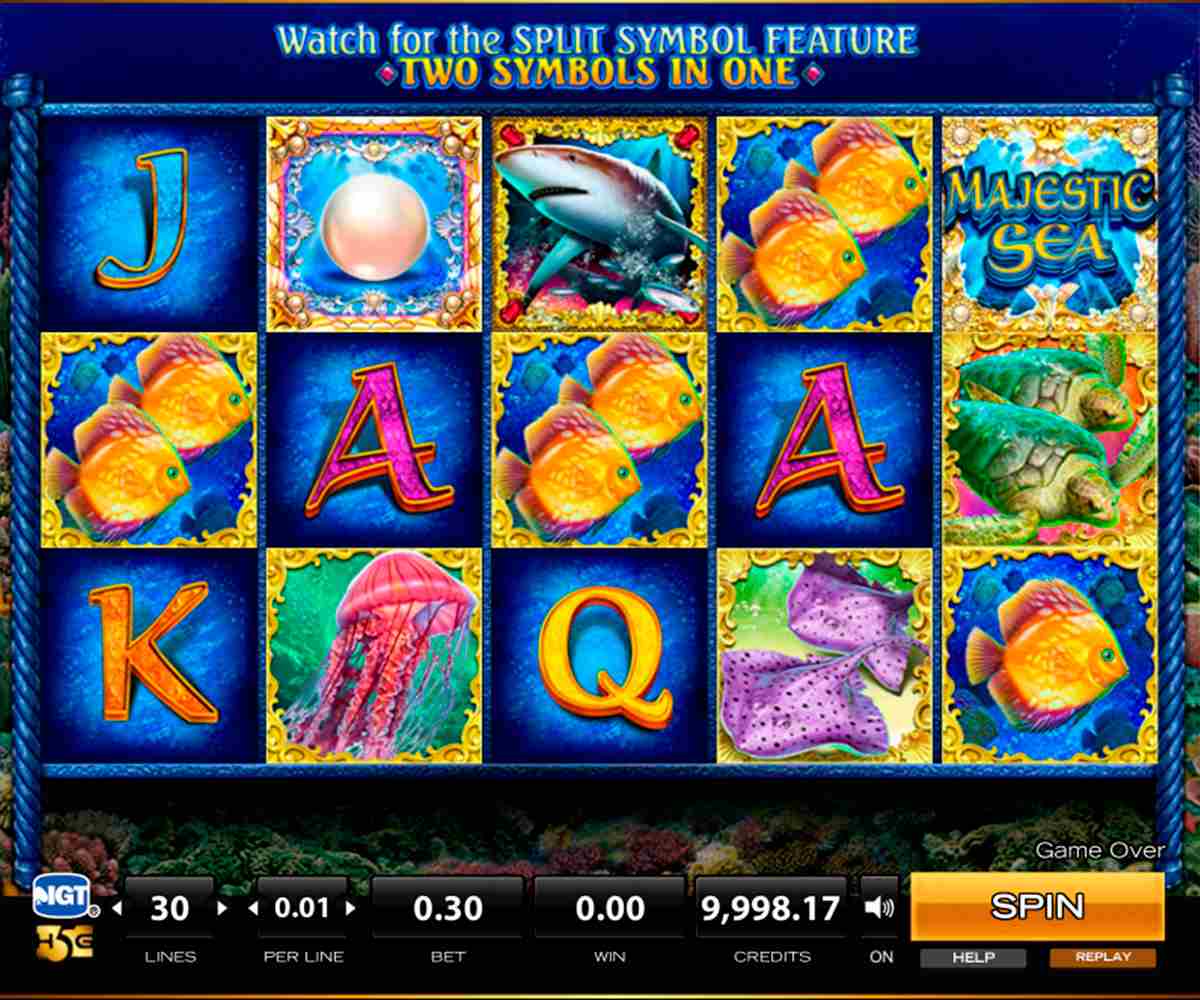 Watch for the SPLIT SYMBOL FEATURE
TWO SYMBOLS IN ONE
J
MAJESTIC
SEA
A
A
K
Q
Game Over
IGT ®
30
0.01
0.30
0.00
9,998.17
SPIN
H5G
LINES
PER LINE
BET
WIN
CREDITS
ON
HELP
REPLAY